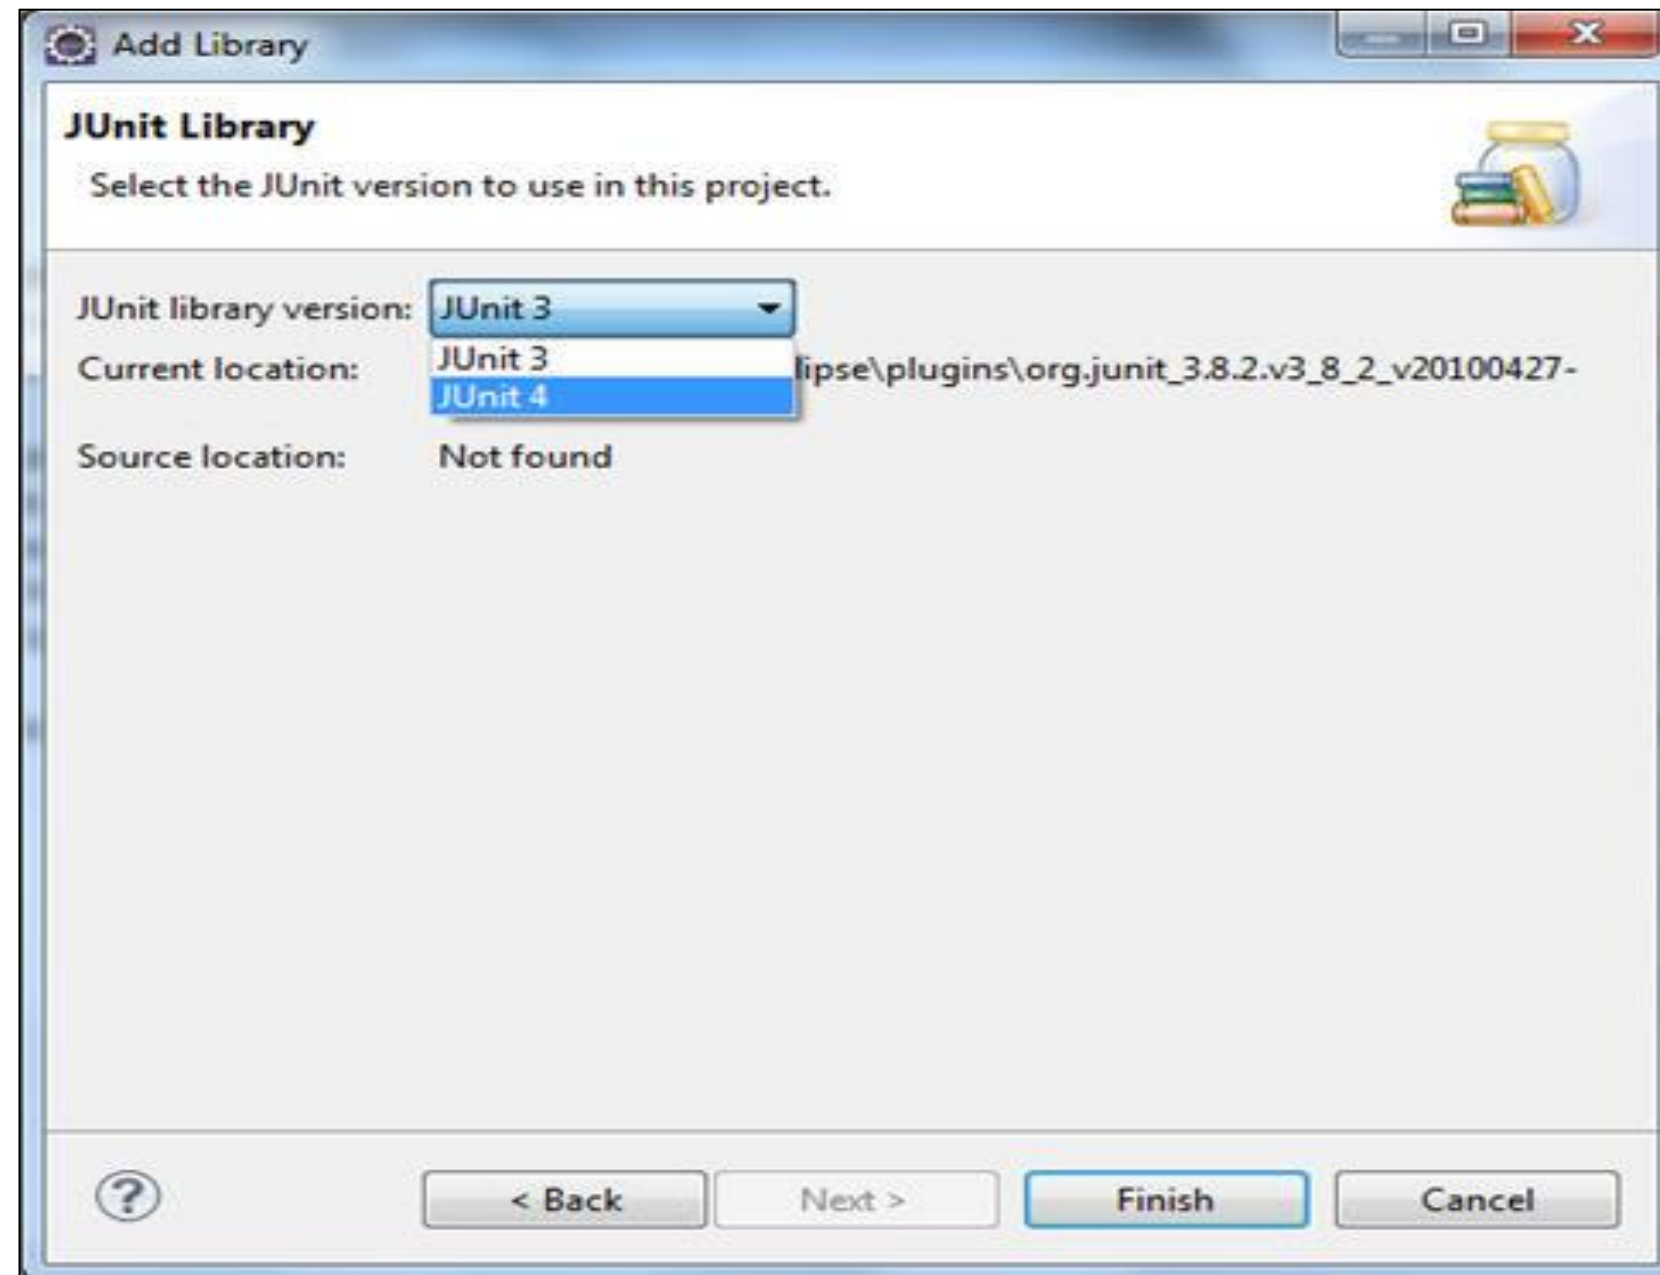 Add Library
JUnit Library
Select the JUnit version to use in this project.
JUnit library version: JUnit 3
JUnit 3
Current location: lipse\plugins\org.junit_3.8.2.v3_8_2_v20100427-
JUnit 4
Source location: Not found
?
< Back Next > Finish Cancel